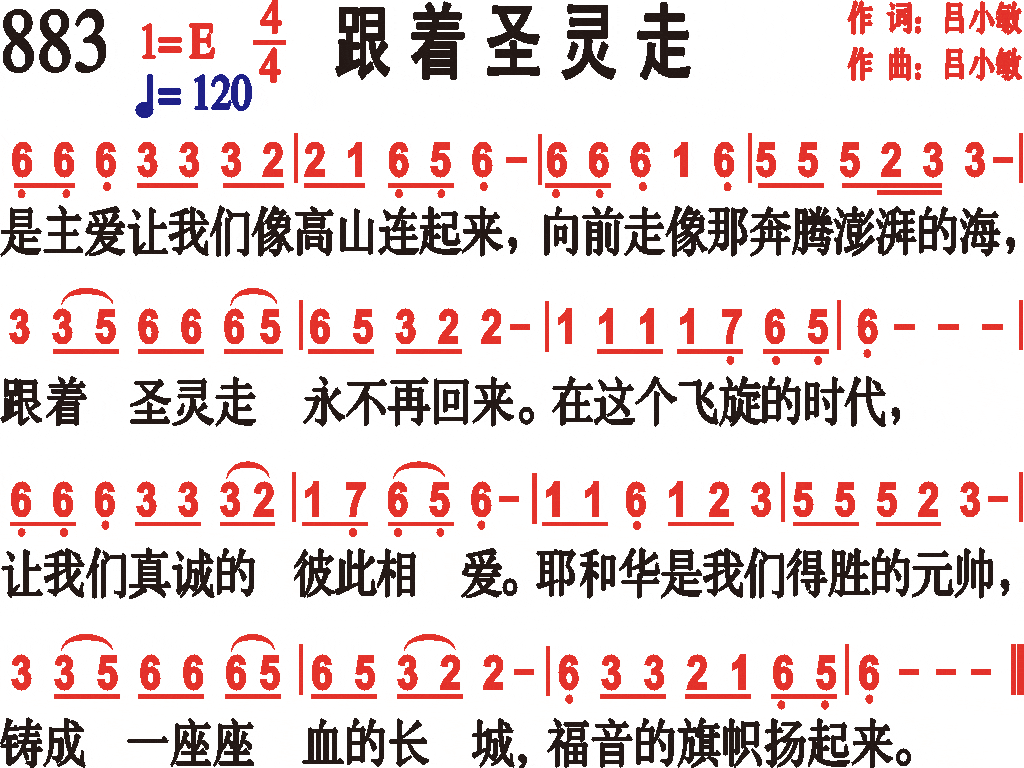 883 1=E 4/4 跟着圣灵走 作 词：吕小敏
♩=120 作 曲：吕小敏
6 6 6 3 3 3 2 | 2 1 6 5 6 - | 6 6 6 1 6 | 5 5 5 2 3 3 - |
是主爱让我们像高山连起来，向前走像那奔腾澎湃的海，
3 3 5 6 6 6 5 | 6 5 3 2 2 - | 1 1 1 1 7 6 5 | 6 - - - |
跟着 圣灵走 永不再回来。在这个飞旋的时代，
6 6 6 3 3 3 2 | 1 7 6 5 6 - | 1 1 6 1 2 3 | 5 5 5 2 3 - |
让我们真诚的 彼此相 爱。耶和华是我们得胜的元帅，
3 3 5 6 6 6 5 | 6 5 3 2 2 - | 6 3 3 2 1 6 5 | 6 - - - ‖
铸成 一座座 血的长 城，福音的旗帜扬起来。